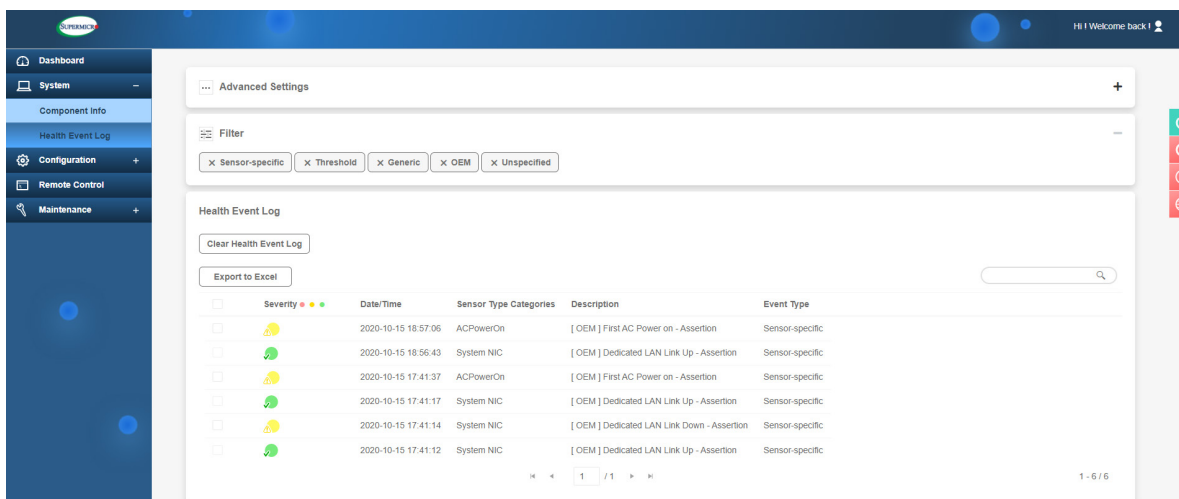 SUPERMICR
Hi ! Welcome back !
Dashboard
System
Component Info
Health Event Log
Configuration
Remote Control
Maintenance
Advanced Settings
Filter
Sensor-specific Threshold Generic OEM Unspecified
Health Event Log
Clear Health Event Log
Export to Excel
Severity Date/Time Sensor Type Categories Description Event Type
2020-10-15 18:57:06 ACPowerOn [ OEM ] First AC Power on - Assertion Sensor-specific
2020-10-15 18:56:43 System NIC [ OEM ] Dedicated LAN Link Up - Assertion Sensor-specific
2020-10-15 17:41:37 ACPowerOn [ OEM ] First AC Power on - Assertion Sensor-specific
2020-10-15 17:41:17 System NIC [ OEM ] Dedicated LAN Link Up - Assertion Sensor-specific
2020-10-15 17:41:14 System NIC [ OEM ] Dedicated LAN Link Down - Assertion Sensor-specific
2020-10-15 17:41:12 System NIC [ OEM ] Dedicated LAN Link Up - Assertion Sensor-specific
1 / 1
1 - 6 / 6